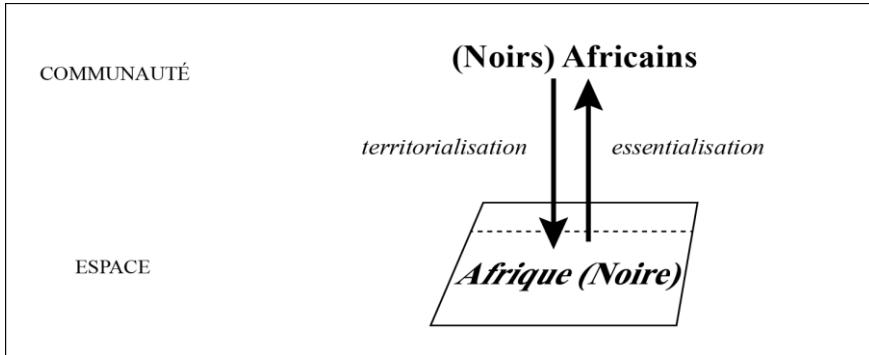 COMMUNAUTÉ
(Noirs) Africains
territorialisation
essentialisation
ESPACE
Afrique (Noire)